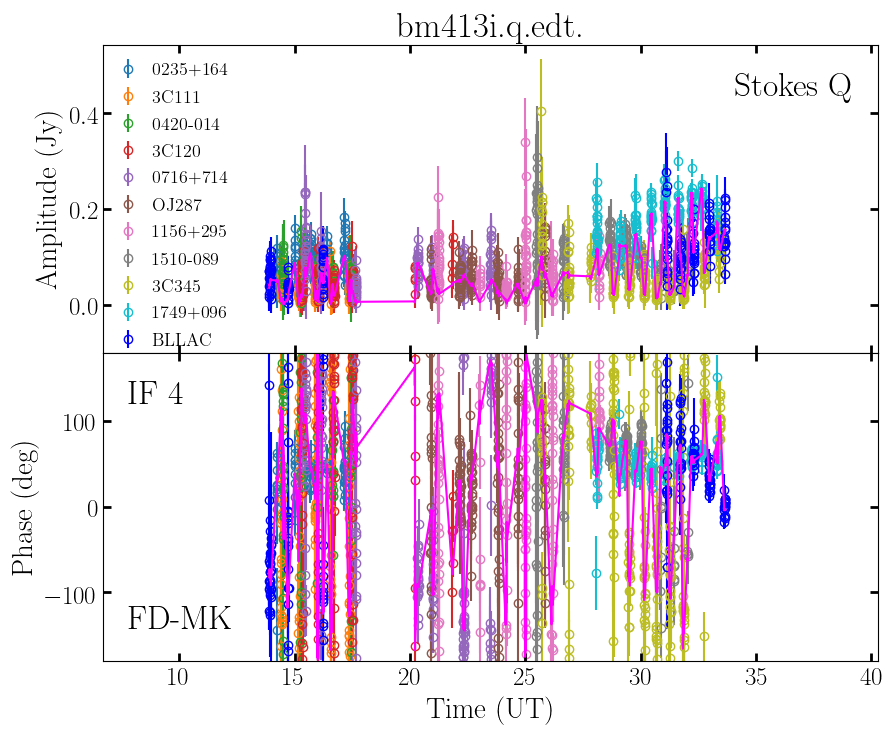 bm413i.q.edt.
Stokes Q
Amplitude (Jy)
0.4
0.2
0.0
0235+164
3C111
0420-014
3C120
0716+714
OJ287
1156+295
1510-089
3C345
1749+096
BLLAC
IF 4
FD-MK
Phase (deg)
100
0
−100
10
15
20
25
30
35
40
Time (UT)